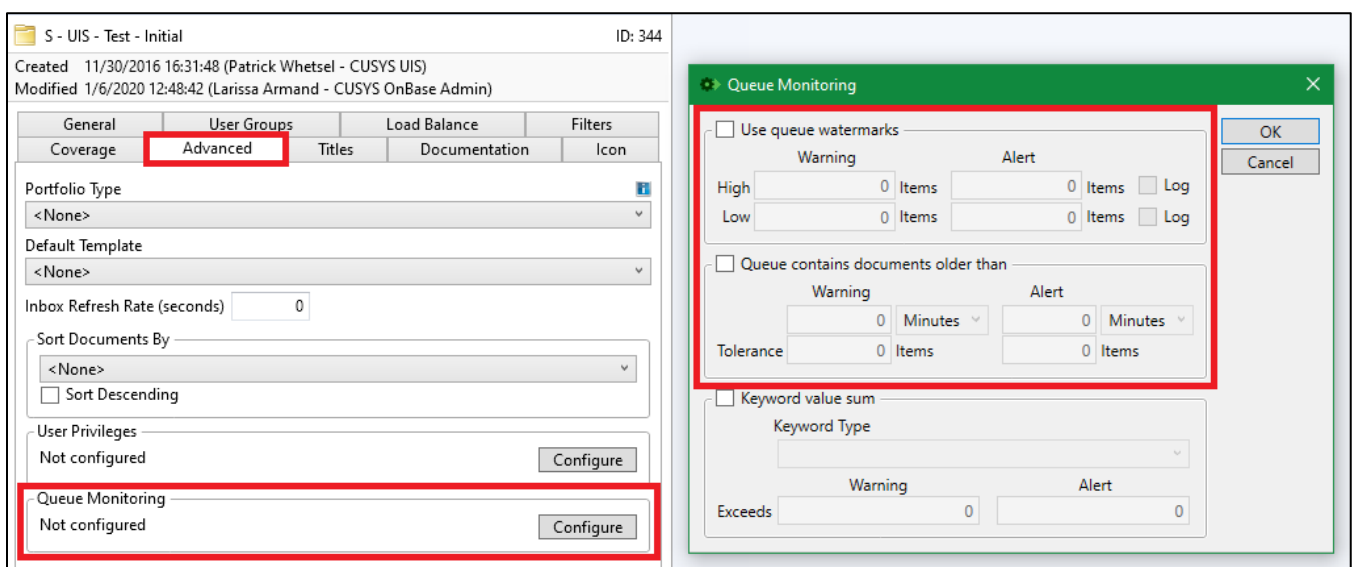 S - UIS - Test - Initial ID: 344
Created 11/30/2016 16:31:48 (Patrick Whetsel - CUSYS UIS)
Modified 1/6/2020 12:48:42 (Larissa Armand - CUSYS OnBase Admin)
General User Groups Load Balance Filters
Coverage Advanced Titles Documentation Icon
Portfolio Type
<None>
Default Template
<None>
Inbox Refresh Rate (seconds) 0
Sort Documents By
<None>
Sort Descending
User Privileges
Not configured Configure
Queue Monitoring
Not configured Configure
Queue Monitoring
Use queue watermarks OK
Warning Alert Cancel
High 0 Items 0 Items Log
Low 0 Items 0 Items Log
Queue contains documents older than
Warning Alert
0 Minutes 0 Minutes
Tolerance 0 Items 0 Items
Keyword value sum
Keyword Type
Warning Alert
Exceeds 0 0